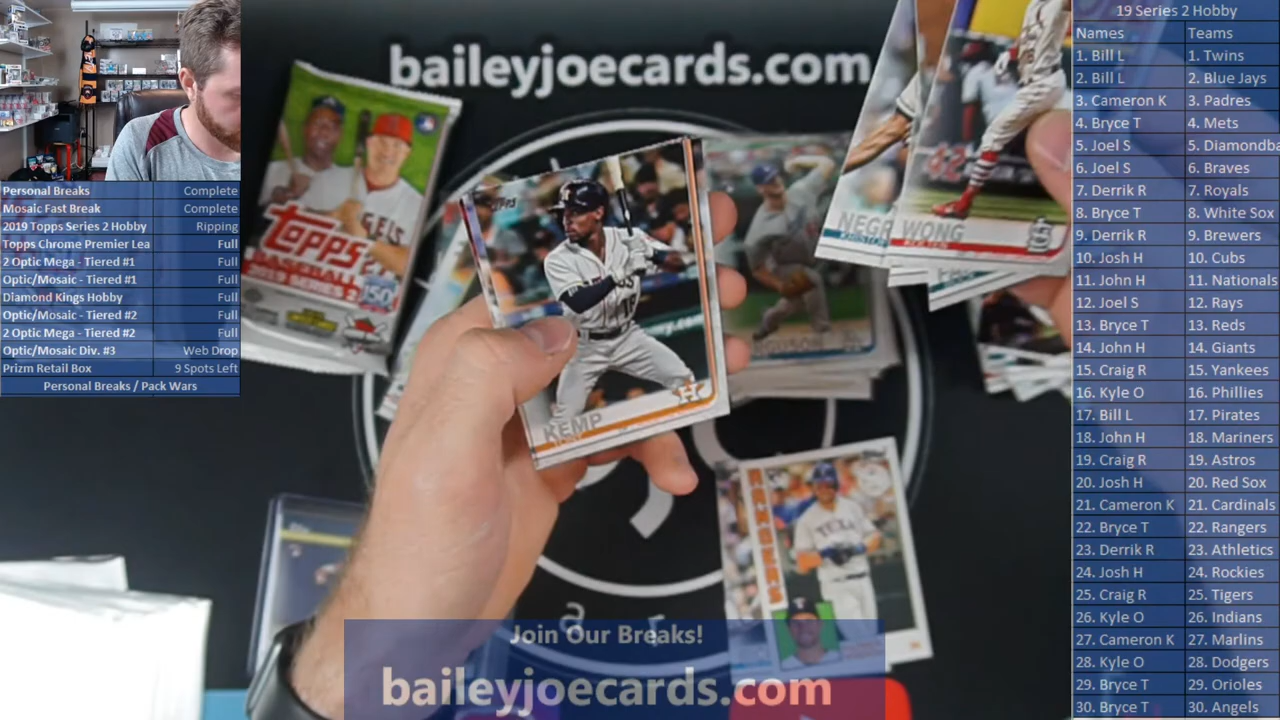 19 Series 2 Hobby
Names Teams
1. Bill L 1. Twins
2. Bill L 2. Blue Jays
3. Cameron K 3. Padres
4. Bryce T 4. Mets
5. Joel S 5. Diamondba
6. Joel S 6. Braves
7. Derrik R 7. Royals
8. Bryce T 8. White Sox
9. Derrik R 9. Brewers
10. Josh H 10. Cubs
11. John H 11. Nationals
12. Joel S 12. Rays
13. Bryce T 13. Reds
14. John H 14. Giants
15. Craig R 15. Yankees
16. Kyle O 16. Phillies
17. Bill L 17. Pirates
18. John H 18. Mariners
19. Craig R 19. Astros
20. Josh H 20. Red Sox
21. Cameron K 21. Cardinals
22. Bryce T 22. Rangers
23. Derrik R 23. Athletics
24. Josh H 24. Rockies
25. Craig R 25. Tigers
26. Kyle O 26. Indians
27. Cameron K 27. Marlins
28. Kyle O 28. Dodgers
29. Bryce T 29. Orioles
30. Bryce T 30. Angels
Personal Breaks Complete
Mosaic Fast Break Complete
2019 Topps Series 2 Hobby Ripping
Topps Chrome Premier Lea Full
2 Optic Mega - Tiered #1 Full
Optic/Mosaic - Tiered #1 Full
Diamond Kings Hobby Full
Optic/Mosaic - Tiered #2 Full
2 Optic Mega - Tiered #2 Full
Optic/Mosaic Div. #3 Web Drop
Prizm Retail Box 9 Spots Left
Personal Breaks / Pack Wars
baileyjoecards.com
topps
BASEBALL
2019 SERIES 2
150
KEMP
WONG
KOLTEN
RANGERS
TEXA
Join Our Breaks!
baileyjoecards.com